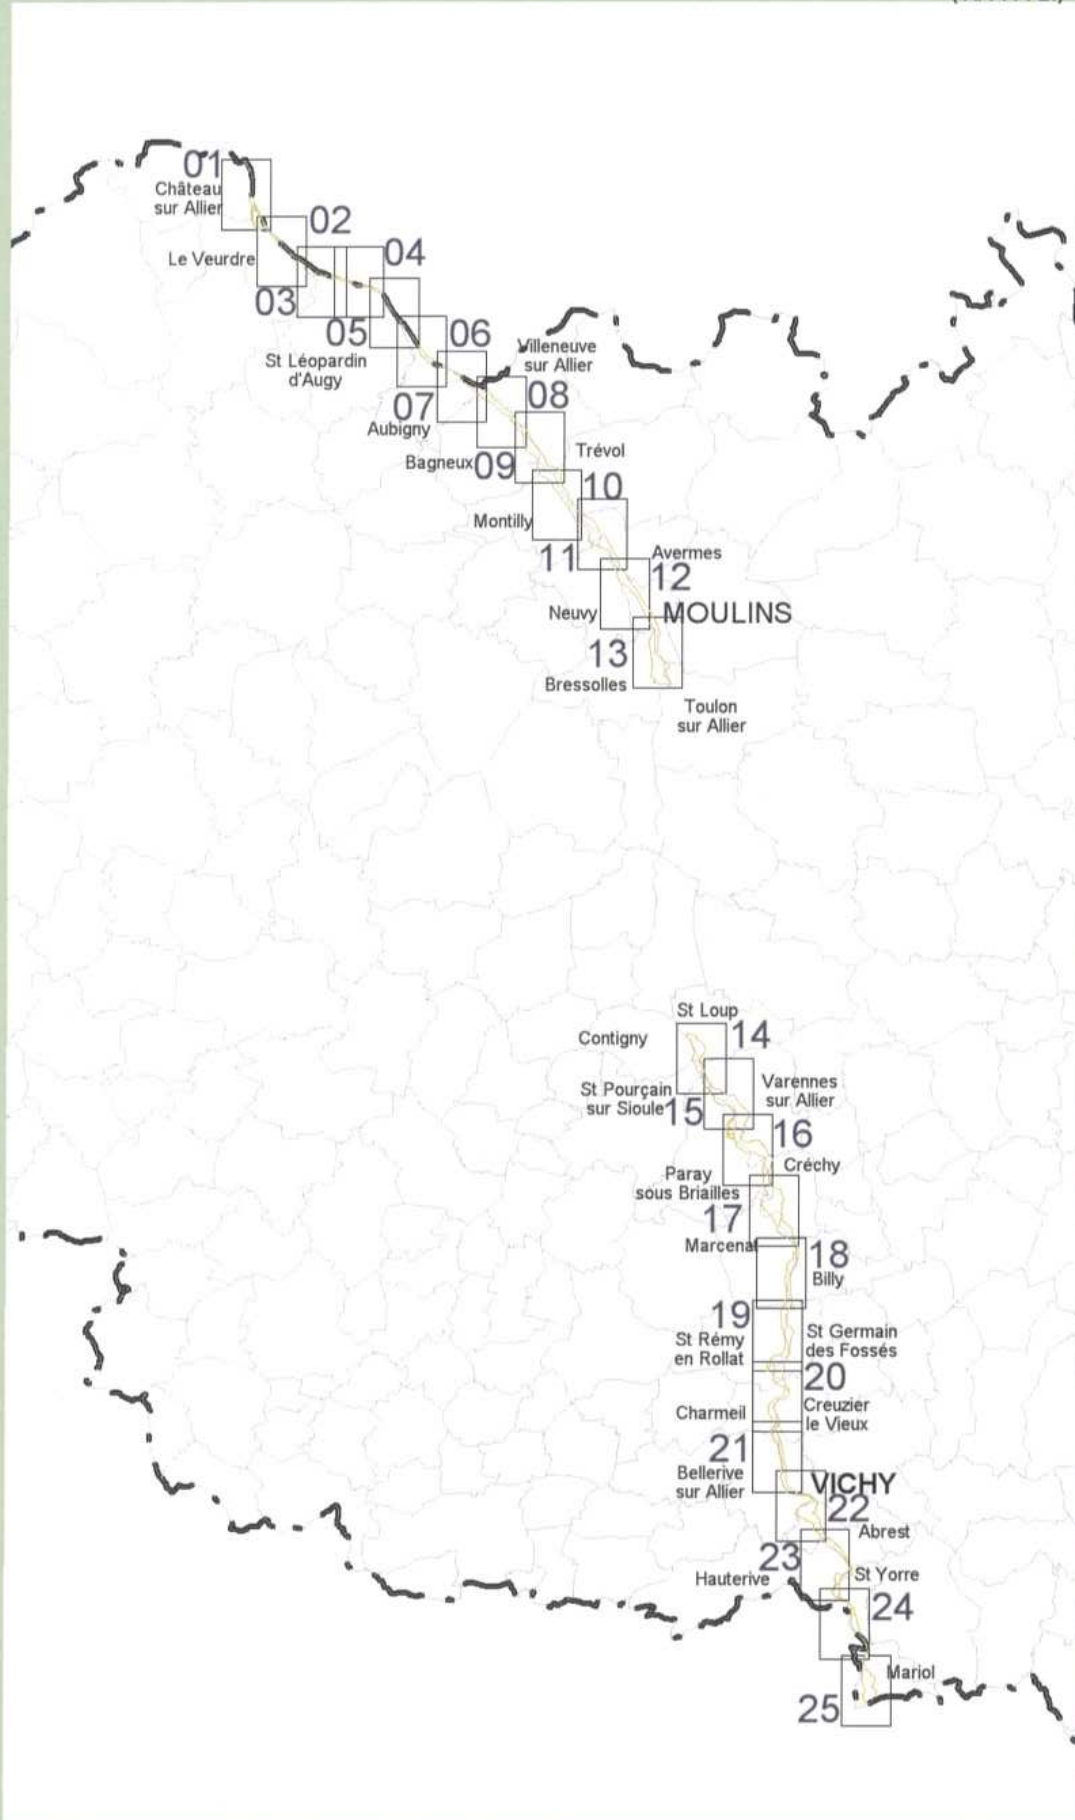 01
Château
sur Allier
02
Le Veurdre
04
03
05
06
St Léopardin
d'Augy
Villeneuve
sur Allier
07
08
Aubigny
Bagneux
09
Trévol
10
Montilly
11
Avermes
12
Neuvy
MOULINS
13
Bressolles
Toulon
sur Allier
St Loup
Contigny
14
St Pourçain
sur Sioule
15
Varennes
sur Allier
16
Créchy
Paray
sous Briailles
17
Marcenat
18
Billy
19
St Rémy
en Rollat
St Germain
des Fossés
20
Charmeil
Creuzier
le Vieux
21
Bellerive
sur Allier
VICHY
22
Abrest
23
Hauterive
St Yorre
24
Mariol
25